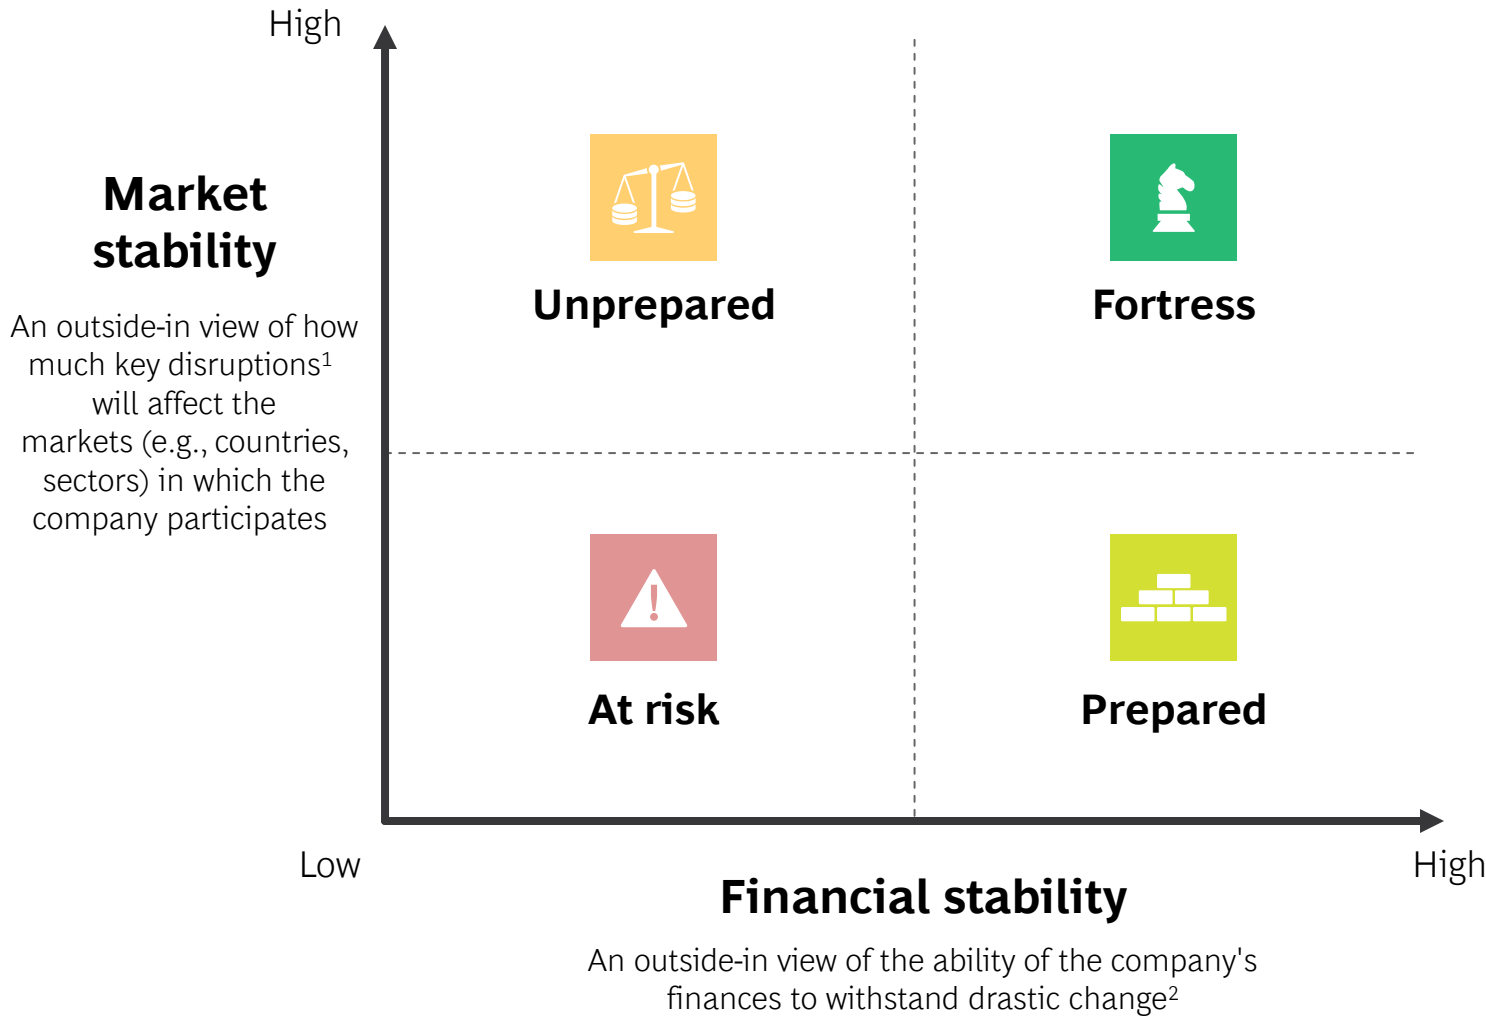 High
Market
stability
An outside-in view of how
much key disruptions¹
will affect the
markets (e.g., countries,
sectors) in which the
company participates
Unprepared
Fortress
At risk
Prepared
Low
High
Financial stability
An outside-in view of the ability of the company's
finances to withstand drastic change²